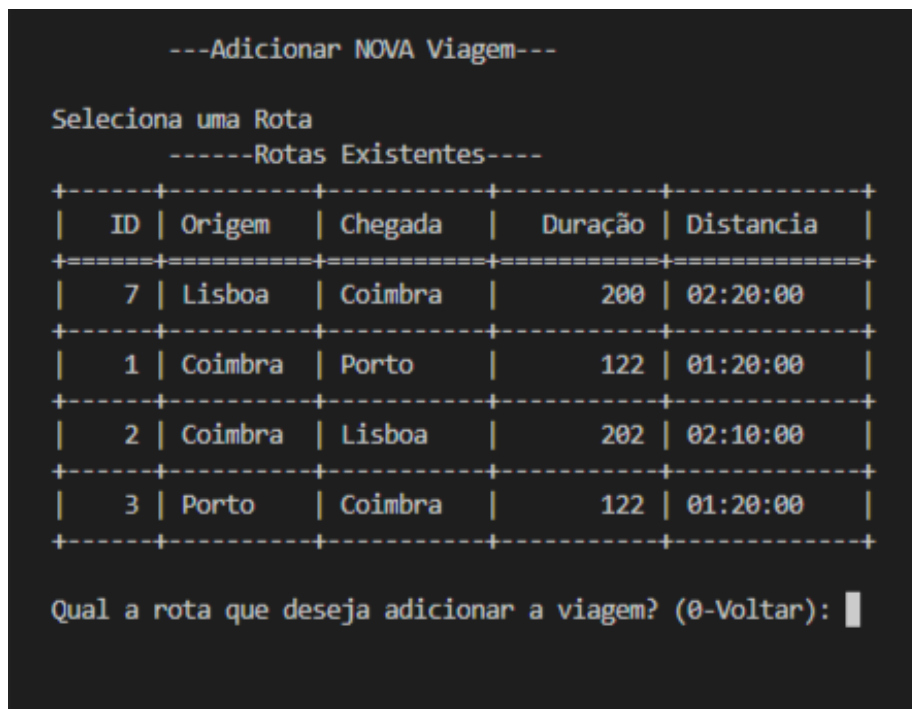 ---Adicionar NOVA Viagem---
Seleciona uma Rota
------Rotas Existentes----
+------+----------+-----------+-----------+-------------+
|   ID | Origem   | Chegada   |   Duração | Distancia   |
+======+==========+===========+===========+=============+
|    7 | Lisboa   | Coimbra   |       200 | 02:20:00    |
+------+----------+-----------+-----------+-------------+
|    1 | Coimbra  | Porto     |       122 | 01:20:00    |
+------+----------+-----------+-----------+-------------+
|    2 | Coimbra  | Lisboa    |       202 | 02:10:00    |
+------+----------+-----------+-----------+-------------+
|    3 | Porto    | Coimbra   |       122 | 01:20:00    |
+------+----------+-----------+-----------+-------------+
Qual a rota que deseja adicionar a viagem? (0-Voltar):